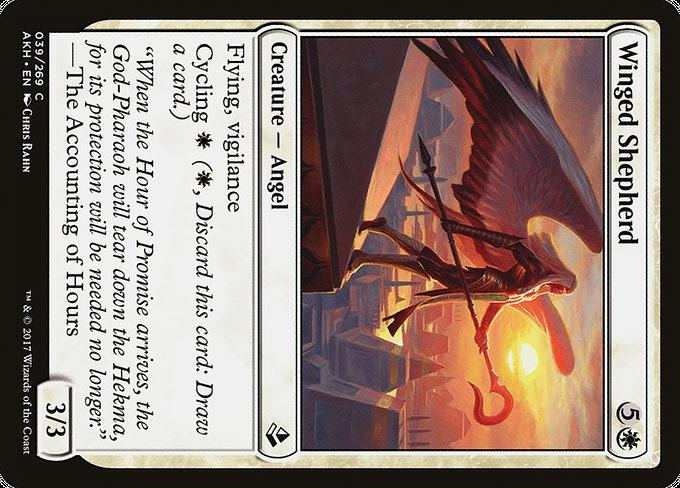 Winged Shepherd 5
Creature — Angel
Flying, vigilance
Cycling (, Discard this card: Draw
a card.)
“When the Hour of Promise arrives, the
God-Pharaoh will tear down the Hekma,
for its protection will be needed no longer.”
—The Accounting of Hours
3/3
039/269 C
AKH • EN Chris Rahn
™ & © 2017 Wizards of the Coast